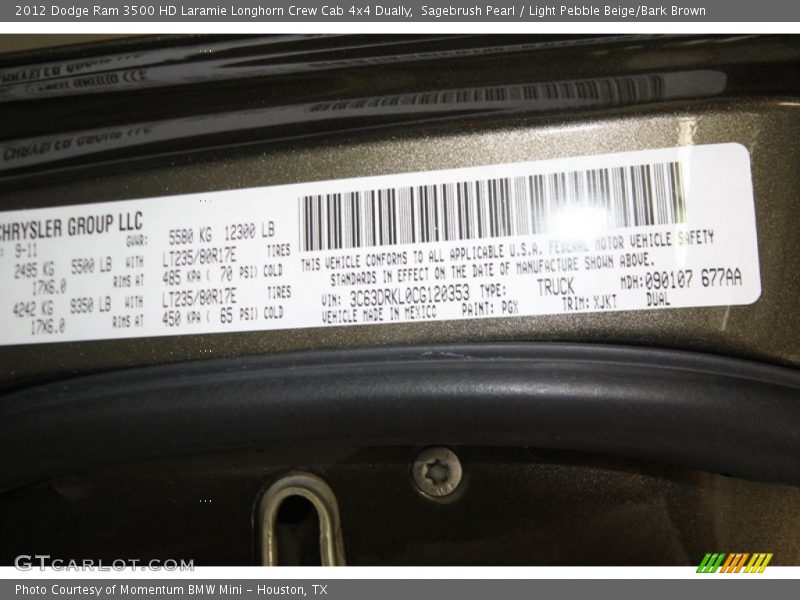 2012 Dodge Ram 3500 HD Laramie Longhorn Crew Cab 4x4 Dually,  Sagebrush Pearl / Light Pebble Beige/Bark Brown
CHRYSLER GROUP LLC
9-11 GVWR: 5580 KG 12300 LB
2495 KG 5500 LB WITH LT235/80R17E TIRES
17X6.0 RIMS AT 485 KPA ( 70 PSI) COLD
4242 KG 9350 LB WITH LT235/80R17E TIRES
17X6.0 RIMS AT 450 KPA ( 65 PSI) COLD
THIS VEHICLE CONFORMS TO ALL APPLICABLE U.S.A. FEDERAL MOTOR VEHICLE SAFETY
STANDARDS IN EFFECT ON THE DATE OF MANUFACTURE SHOWN ABOVE.
VIN: 3C63DRKL0CG120353 TYPE: TRUCK MDH:090107 677AA
VEHICLE MADE IN MEXICO PAINT: PGX TRIM:XJKT DUAL
GTCARLOT.COM
Photo Courtesy of Momentum BMW Mini - Houston, TX